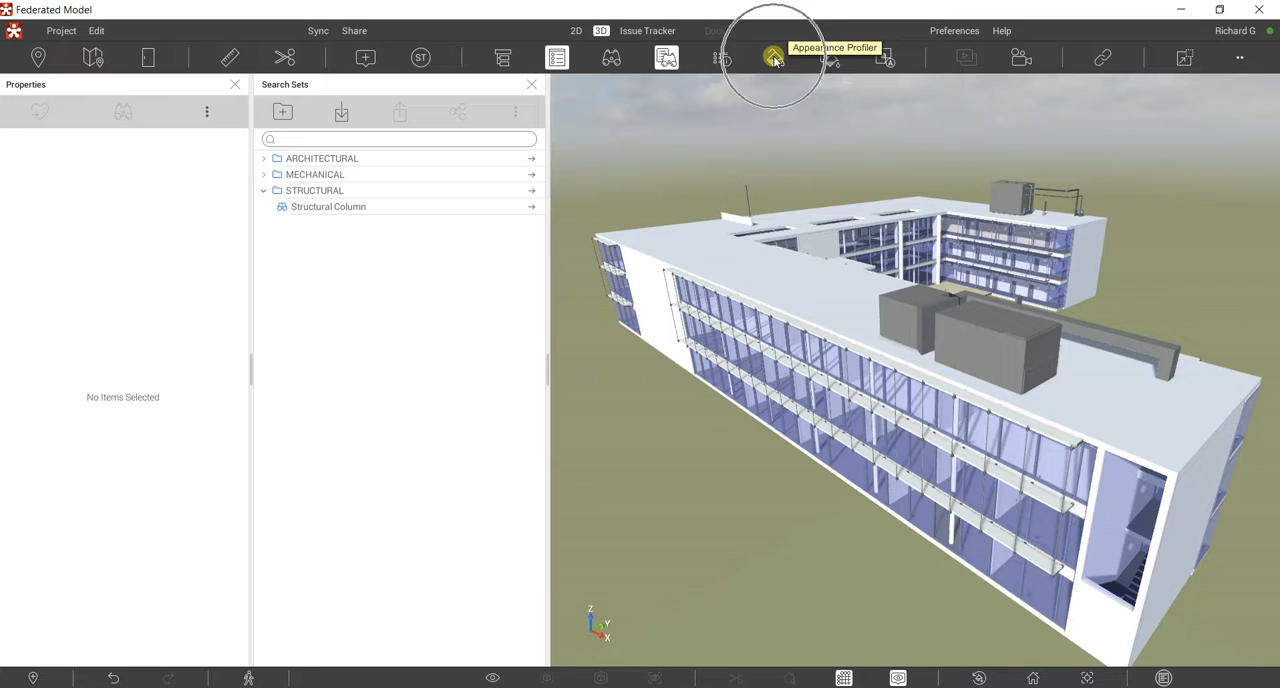 Federated Model
Project Edit Sync Share 2D 3D Issue Tracker Preferences Help Richard G
ST
Appearance Profiler
Properties
Search Sets
ARCHITECTURAL
MECHANICAL
STRUCTURAL
Structural Column
No Items Selected
Z
Y
X